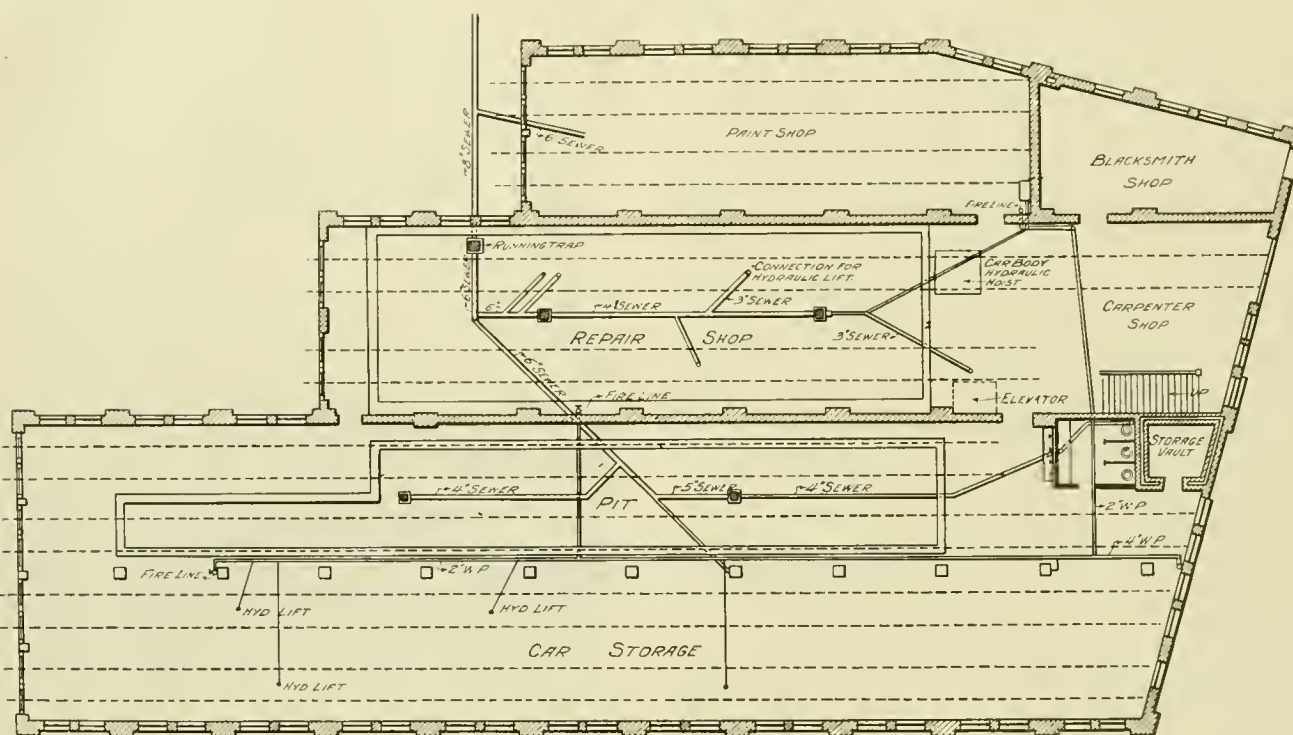 8" SEWER
6" SEWER
PAINT SHOP
BLACKSMITH
SHOP
FIRE LINE
RUNNING TRAP
6" SEWER
CONNECTION FOR
HYDRAULIC LIFT.
CAR BODY
HYDRAULIC
HOIST
6"
4" SEWER
3" SEWER
CARPENTER
SHOP
REPAIR SHOP
3" SEWER
6" SEWER
FIRE LINE
ELEVATOR
UP
STORAGE
VAULT
4" SEWER
PIT
5" SEWER
4" SEWER
2" W P
4" W P
FIRE LINE
2" W P
HYD LIFT
HYD LIFT
CAR STORAGE
HYD LIFT